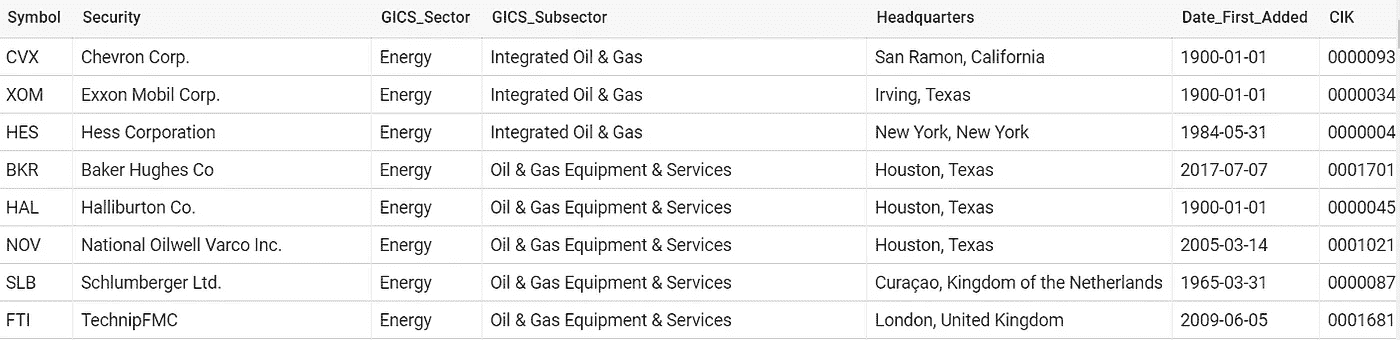 Symbol Security GICS_Sector GICS_Subsector Headquarters Date_First_Added CIK
CVX Chevron Corp. Energy Integrated Oil & Gas San Ramon, California 1900-01-01 0000093
XOM Exxon Mobil Corp. Energy Integrated Oil & Gas Irving, Texas 1900-01-01 0000034
HES Hess Corporation Energy Integrated Oil & Gas New York, New York 1984-05-31 0000004
BKR Baker Hughes Co Energy Oil & Gas Equipment & Services Houston, Texas 2017-07-07 0001701
HAL Halliburton Co. Energy Oil & Gas Equipment & Services Houston, Texas 1900-01-01 0000045
NOV National Oilwell Varco Inc. Energy Oil & Gas Equipment & Services Houston, Texas 2005-03-14 0001021
SLB Schlumberger Ltd. Energy Oil & Gas Equipment & Services Curaçao, Kingdom of the Netherlands 1965-03-31 0000087
FTI TechnipFMC Energy Oil & Gas Equipment & Services London, United Kingdom 2009-06-05 0001681